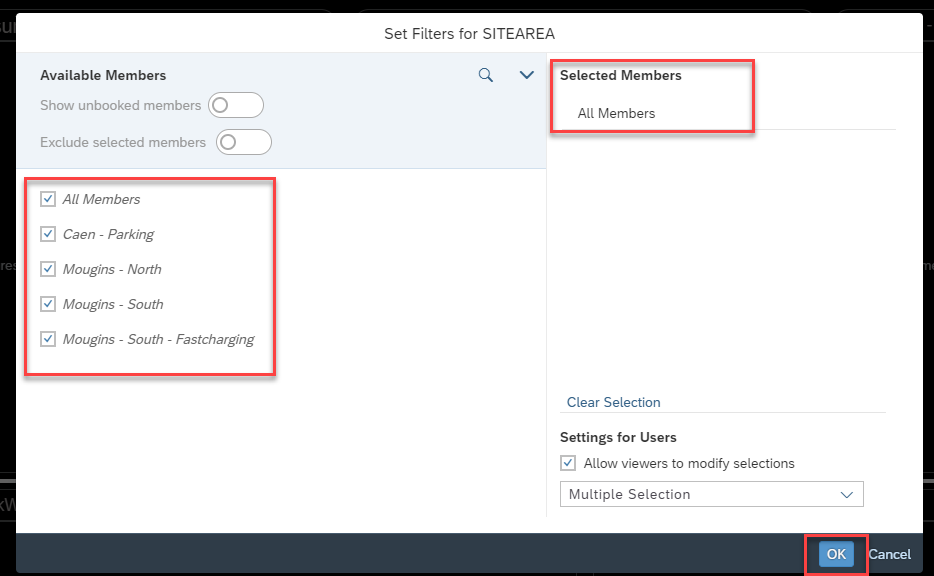 Set Filters for SITEAREA
Available Members
Show unbooked members
Exclude selected members
All Members
Caen - Parking
Mougins - North
Mougins - South
Mougins - South - Fastcharging
Selected Members
All Members
Clear Selection
Settings for Users
Allow viewers to modify selections
Multiple Selection
OK Cancel